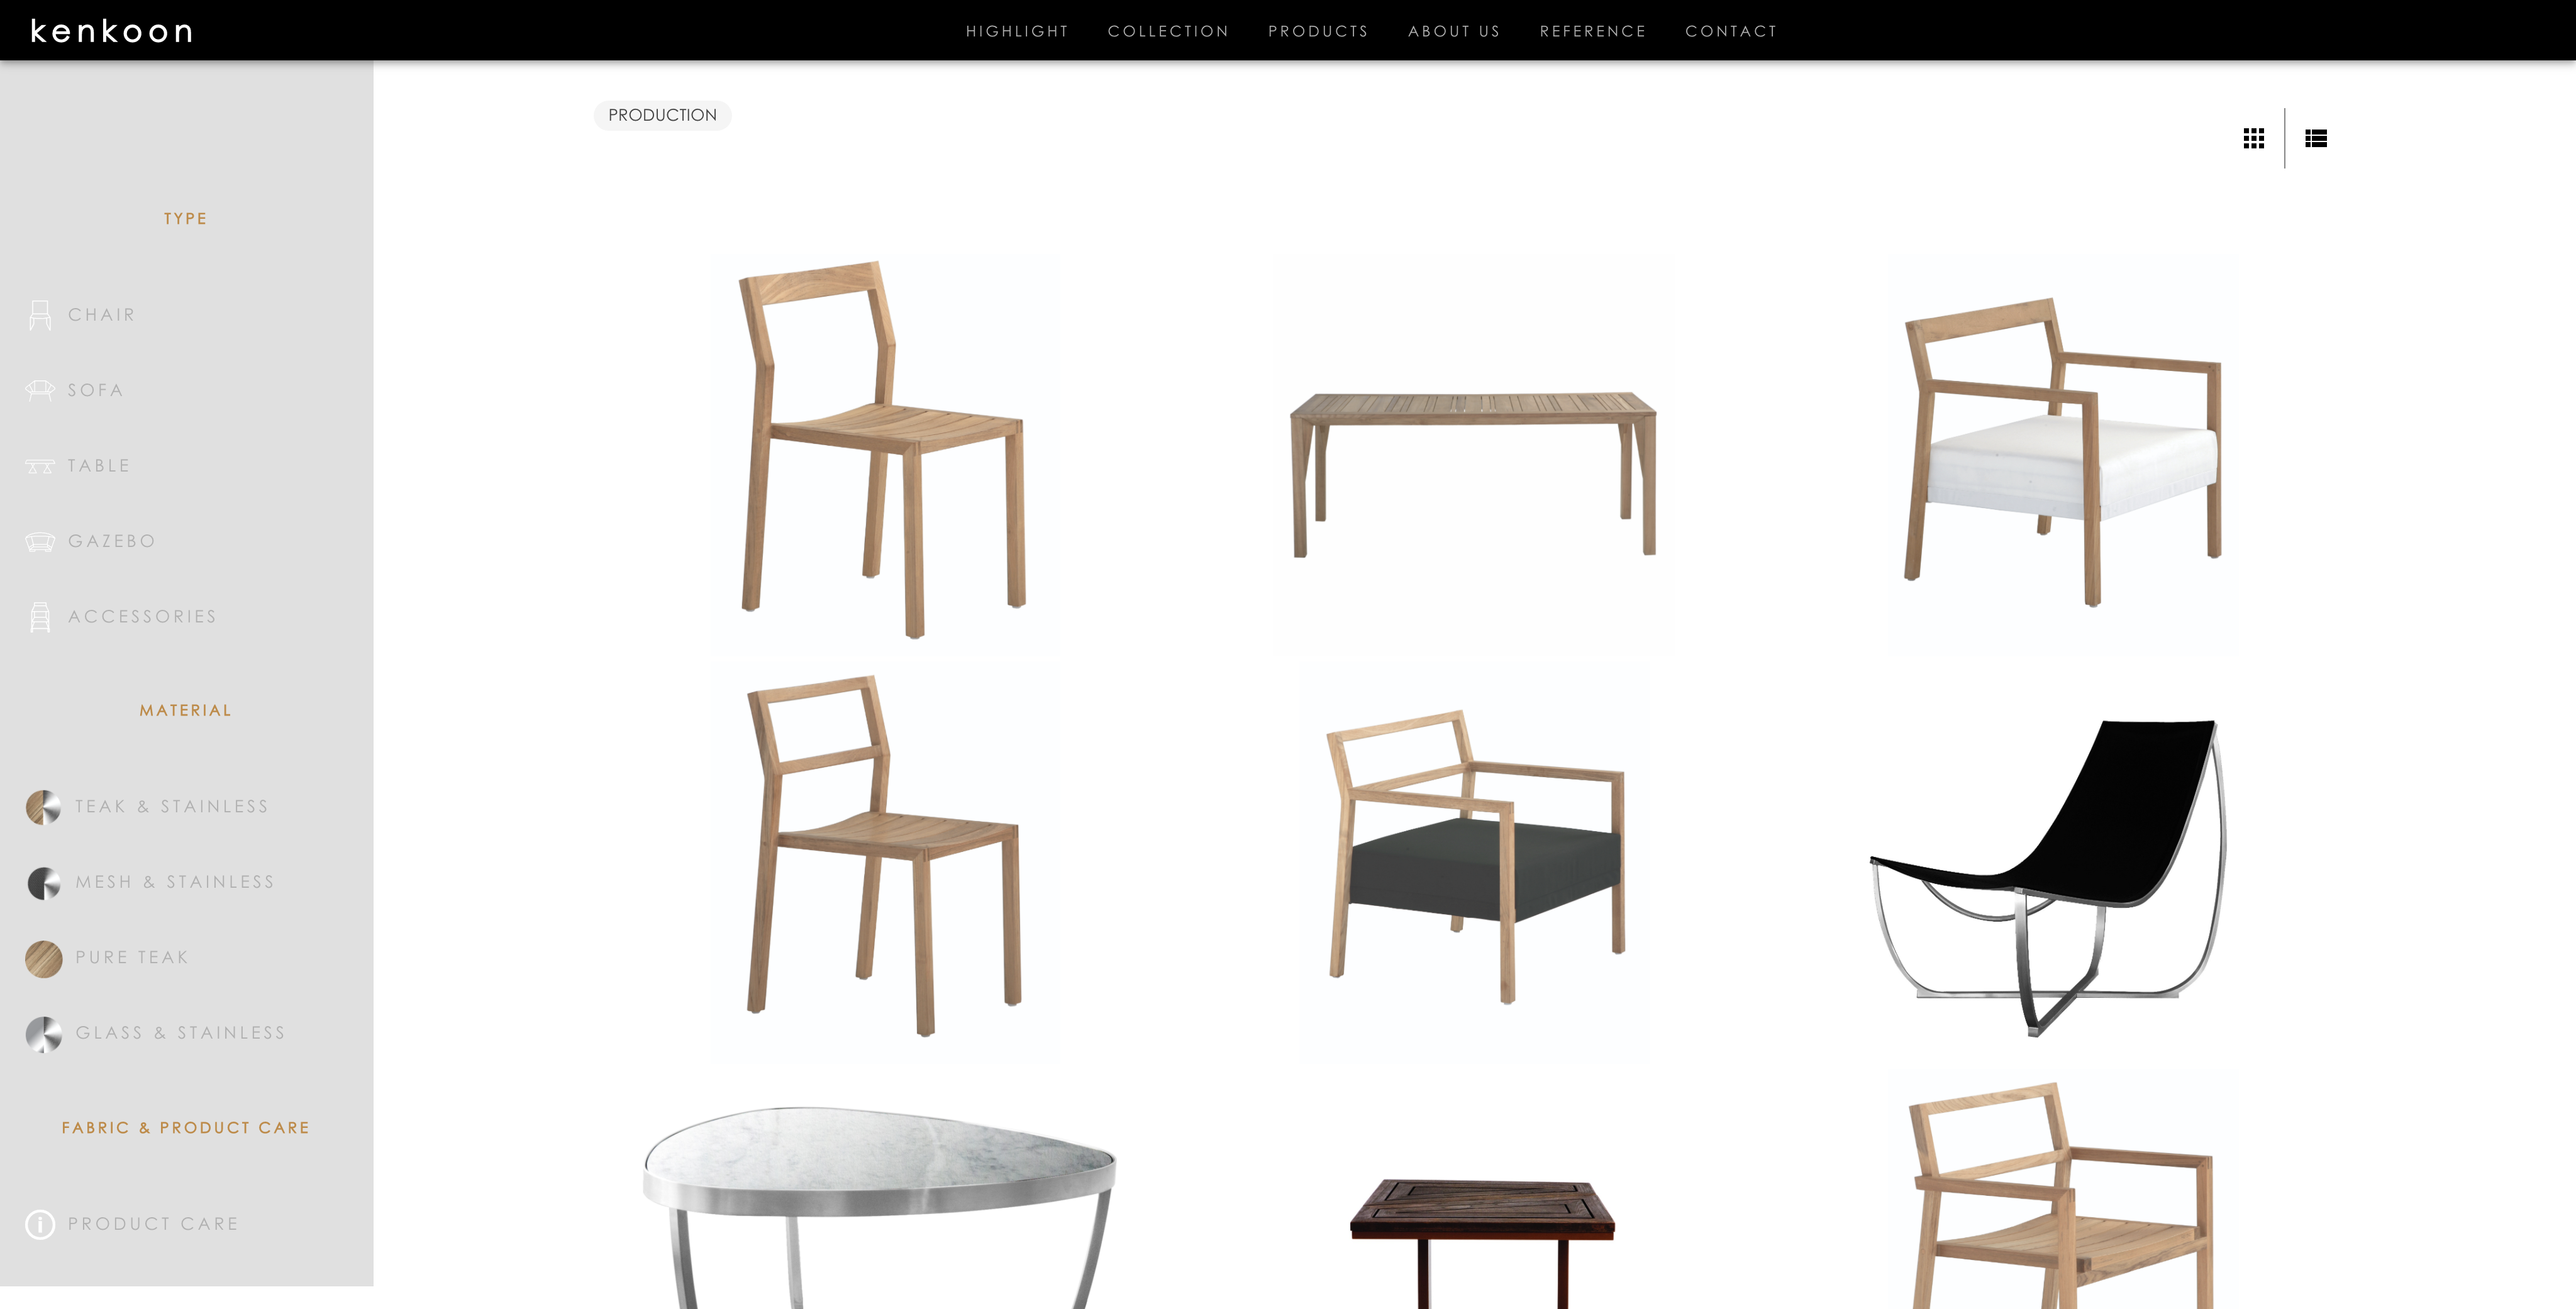 kenkoon
HIGHLIGHT
COLLECTION
PRODUCTS
ABOUT US
REFERENCE
CONTACT
PRODUCTION
TYPE
CHAIR
SOFA
TABLE
GAZEBO
ACCESSORIES
MATERIAL
TEAK & STAINLESS
MESH & STAINLESS
PURE TEAK
GLASS & STAINLESS
FABRIC & PRODUCT CARE
PRODUCT CARE